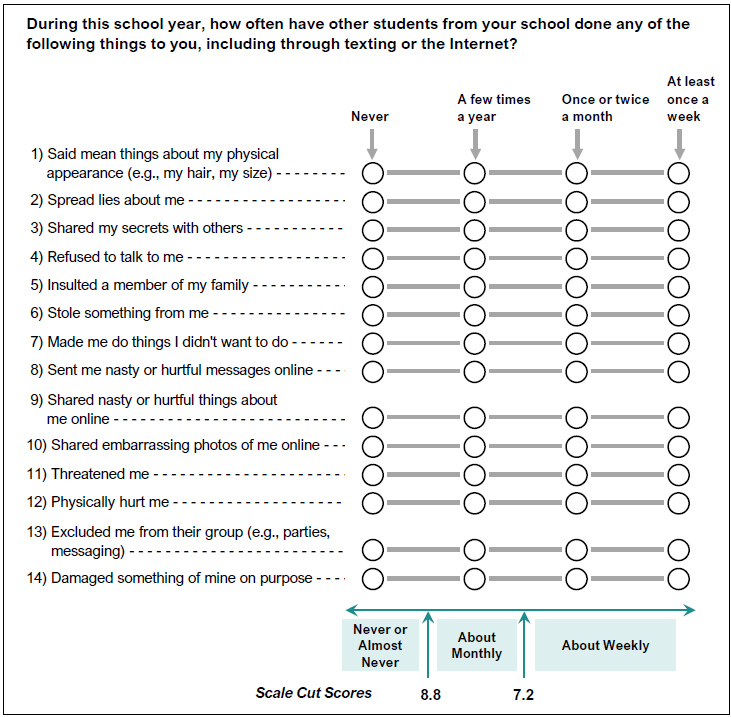 During this school year, how often have other students from your school done any of the
following things to you, including through texting or the Internet?
Never
A few times
a year
Once or twice
a month
At least
once a
week
1) Said mean things about my physical
appearance (e.g., my hair, my size) - - - - - - - -
2) Spread lies about me - - - - - - - - - - - - - - - - - -
3) Shared my secrets with others - - - - - - - - - - -
4) Refused to talk to me - - - - - - - - - - - - - - - - - -
5) Insulted a member of my family - - - - - - - - - -
6) Stole something from me - - - - - - - - - - - - - - -
7) Made me do things I didn't want to do - - - - - -
8) Sent me nasty or hurtful messages online - - -
9) Shared nasty or hurtful things about
me online - - - - - - - - - - - - - - - - - - - - - - - - - -
10) Shared embarrassing photos of me online - - -
11) Threatened me - - - - - - - - - - - - - - - - - - - - - -
12) Physically hurt me - - - - - - - - - - - - - - - - - - -
13) Excluded me from their group (e.g., parties,
messaging) - - - - - - - - - - - - - - - - - - - - - - - -
14) Damaged something of mine on purpose - - - -
Never or
Almost
Never
About
Monthly
About Weekly
Scale Cut Scores 8.8 7.2